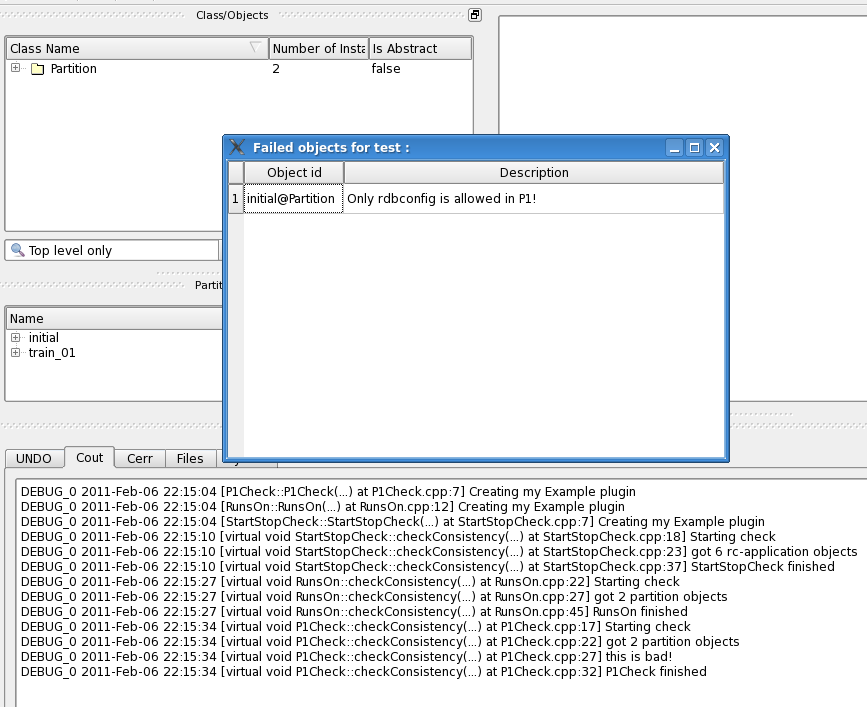 Class/Objects
Class Name Number of Insta Is Abstract
Partition 2 false
Failed objects for test :
Object id Description
1 initial@Partition Only rdbconfig is allowed in P1!
Top level only
Partit
Name
initial
train_01
UNDO Cout Cerr Files
DEBUG_0 2011-Feb-06 22:15:04 [P1Check::P1Check(...) at P1Check.cpp:7] Creating my Example plugin
DEBUG_0 2011-Feb-06 22:15:04 [RunsOn::RunsOn(...) at RunsOn.cpp:12] Creating my Example plugin
DEBUG_0 2011-Feb-06 22:15:04 [StartStopCheck::StartStopCheck(...) at StartStopCheck.cpp:7] Creating my Example plugin
DEBUG_0 2011-Feb-06 22:15:10 [virtual void StartStopCheck::checkConsistency(...) at StartStopCheck.cpp:18] Starting check
DEBUG_0 2011-Feb-06 22:15:10 [virtual void StartStopCheck::checkConsistency(...) at StartStopCheck.cpp:23] got 6 rc-application objects
DEBUG_0 2011-Feb-06 22:15:10 [virtual void StartStopCheck::checkConsistency(...) at StartStopCheck.cpp:37] StartStopCheck finished
DEBUG_0 2011-Feb-06 22:15:27 [virtual void RunsOn::checkConsistency(...) at RunsOn.cpp:22] Starting check
DEBUG_0 2011-Feb-06 22:15:27 [virtual void RunsOn::checkConsistency(...) at RunsOn.cpp:27] got 2 partition objects
DEBUG_0 2011-Feb-06 22:15:27 [virtual void RunsOn::checkConsistency(...) at RunsOn.cpp:45] RunsOn finished
DEBUG_0 2011-Feb-06 22:15:34 [virtual void P1Check::checkConsistency(...) at P1Check.cpp:17] Starting check
DEBUG_0 2011-Feb-06 22:15:34 [virtual void P1Check::checkConsistency(...) at P1Check.cpp:22] got 2 partition objects
DEBUG_0 2011-Feb-06 22:15:34 [virtual void P1Check::checkConsistency(...) at P1Check.cpp:27] this is bad!
DEBUG_0 2011-Feb-06 22:15:34 [virtual void P1Check::checkConsistency(...) at P1Check.cpp:32] P1Check finished